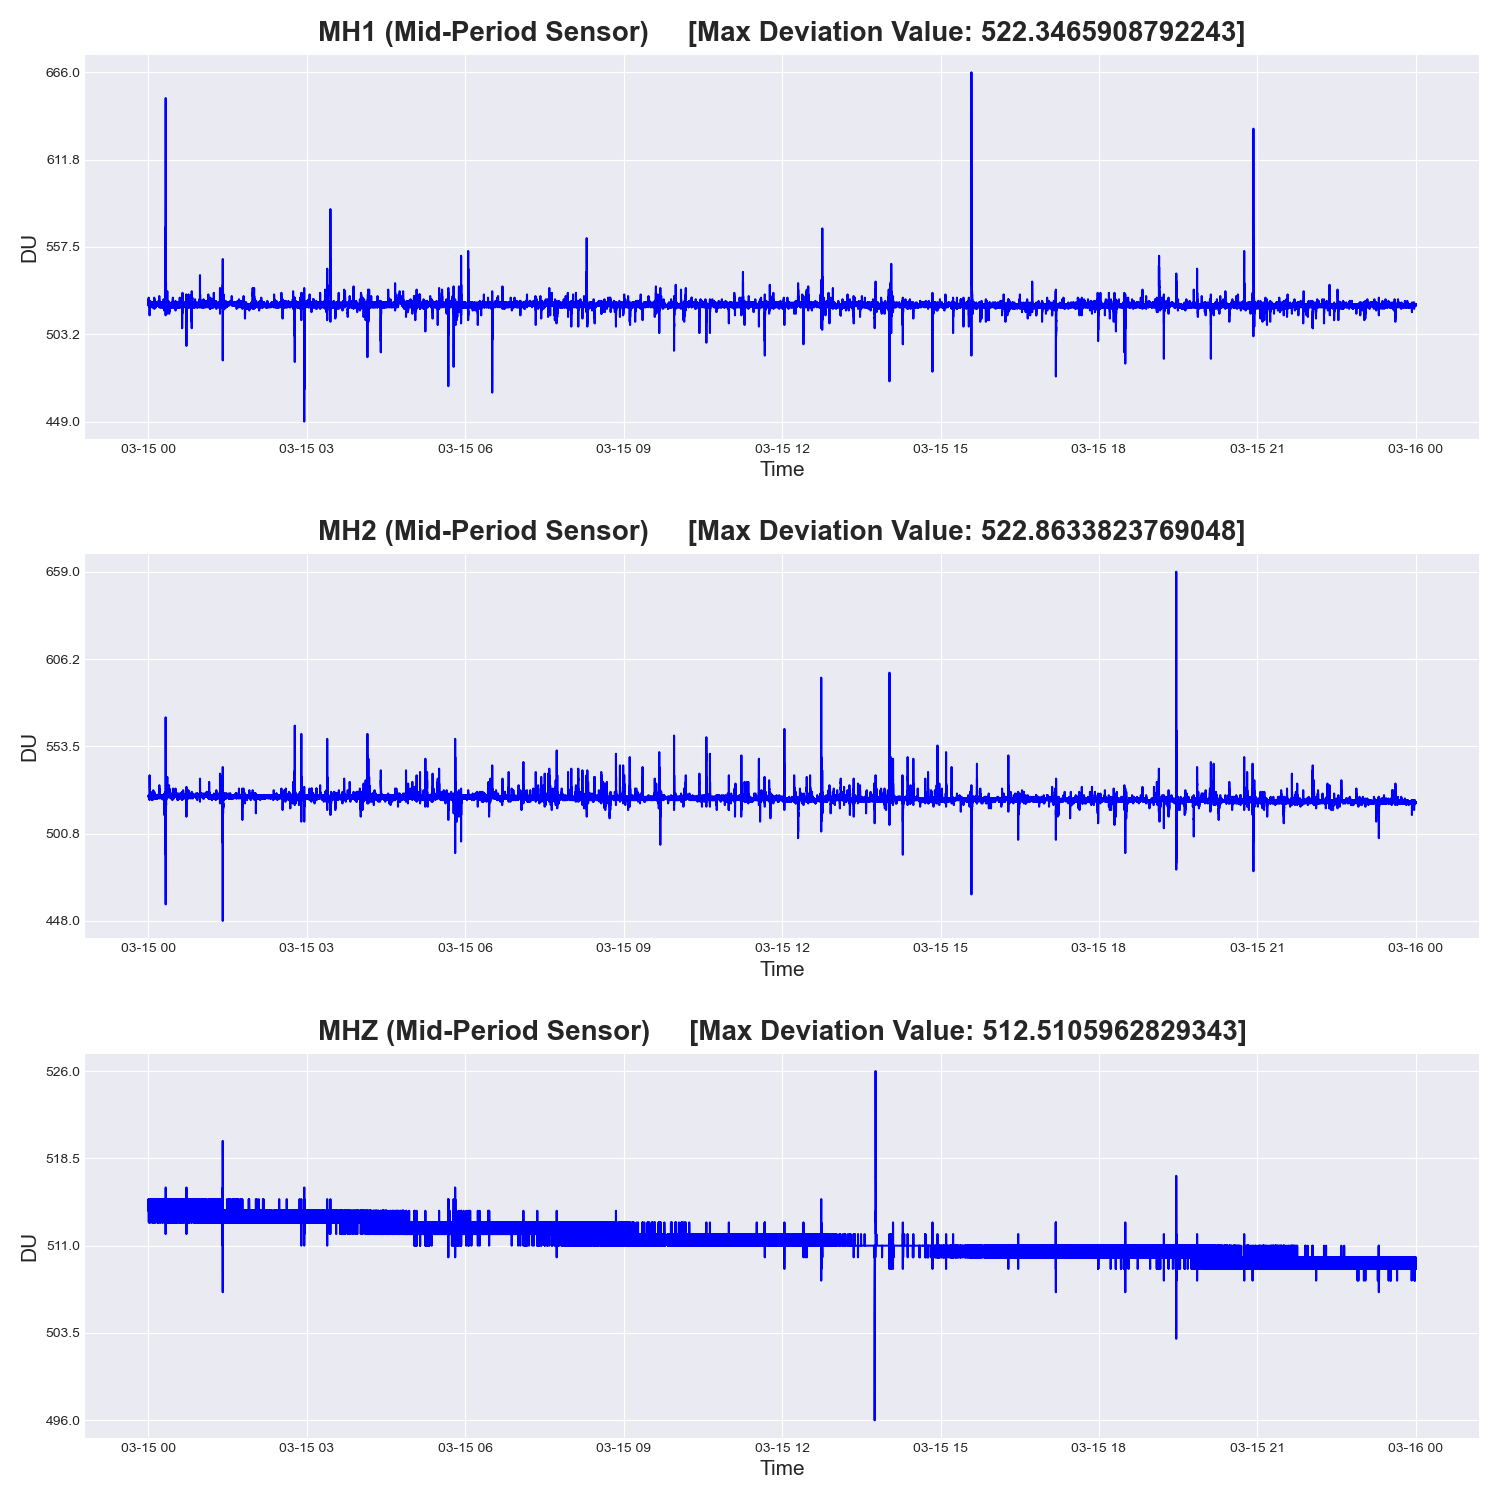 MH1 (Mid-Period Sensor) [Max Deviation Value: 522.3465908792243]
666.0
611.8
557.5
503.2
449.0
DU
03-15 00 03-15 03 03-15 06 03-15 09 03-15 12 03-15 15 03-15 18 03-15 21 03-16 00
Time
MH2 (Mid-Period Sensor) [Max Deviation Value: 522.8633823769048]
659.0
606.2
553.5
500.8
448.0
DU
03-15 00 03-15 03 03-15 06 03-15 09 03-15 12 03-15 15 03-15 18 03-15 21 03-16 00
Time
MHZ (Mid-Period Sensor) [Max Deviation Value: 512.5105962829343]
526.0
518.5
511.0
503.5
496.0
DU
03-15 00 03-15 03 03-15 06 03-15 09 03-15 12 03-15 15 03-15 18 03-15 21 03-16 00
Time